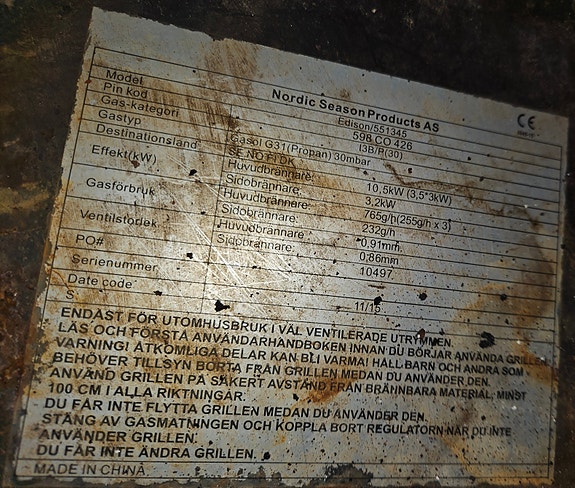 Nordic Season Products AS
CE
Model Edison/551345
Pin kod 598 CO 426
Gas-kategori I3B/P(30)
Gastyp Gasol G31(Propan) 30mbar
Destinationsland SE NO FI DK
Effekt(kW) Huvudbrännare: 10,5kW (3,5*3kW)
Sidobrännare: 3,2kW
Gasförbruk Huvudbrännare: 765g/h(255g/h x 3)
Sidobrännare: 232g/h
Ventilstorlek Huvudbrännare 0,91mm
Sidobrännare: 0,86mm
PO# 10497
Serienummer
Date code 11/15
S
ENDAST FÖR UTOMHUSBRUK I VÄL VENTILERADE UTRYMMEN.
LÄS OCH FÖRSTÅ ANVÄNDARHANDBOKEN INNAN DU BÖRJAR ANVÄNDA GRILLEN
VARNING! ÅTKOMLIGA DELAR KAN BLI VARMA! HÅLL BARN OCH ANDRA SOM
BEHÖVER TILLSYN BORTA FRÅN GRILLEN MEDAN DU ANVÄNDER DEN.
ANVÄND GRILLEN PÅ SÄKERT AVSTÅND FRÅN BRÄNNBARA MATERIAL, MINST
100 CM I ALLA RIKTNINGAR.
DU FÅR INTE FLYTTA GRILLEN MEDAN DU ANVÄNDER DEN.
STÄNG AV GASMATNINGEN OCH KOPPLA BORT REGULATORN NÄR DU INTE
ANVÄNDER GRILLEN.
DU FÅR INTE ÄNDRA GRILLEN.
MADE IN CHINA